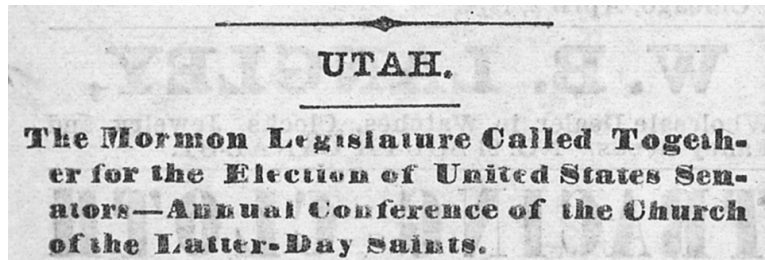 UTAH.
The Mormon Legislature Called Togeth-
er for the Election of United States Sen-
ators—Annual Conference of the Church
of the Latter-Day Saints.